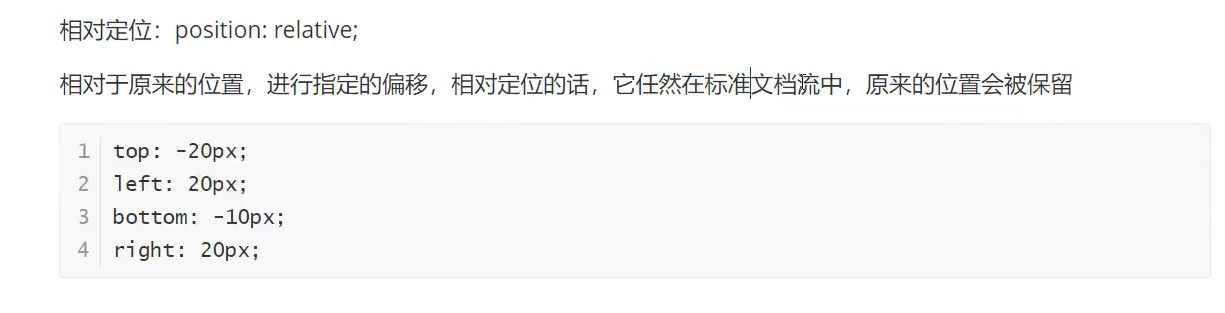 相对定位：position: relative;
相对于原来的位置，进行指定的偏移，相对定位的话，它任然在标准文档流中，原来的位置会被保留
1 top: -20px;
2 left: 20px;
3 bottom: -10px;
4 right: 20px;